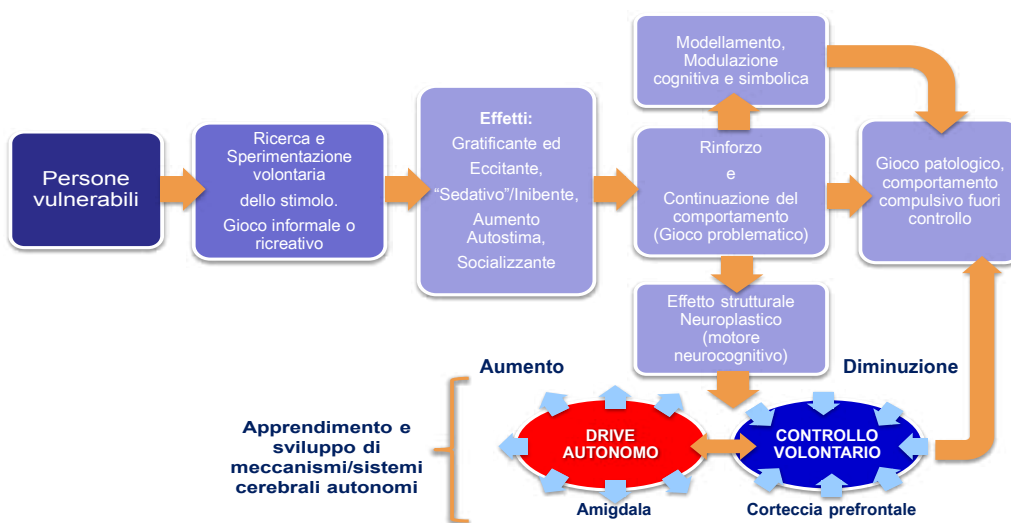 Persone
vulnerabili
Ricerca e
Sperimentazione
volontaria
dello stimolo.
Gioco informale o
ricreativo
Effetti:
Gratificante ed
Eccitante,
“Sedativo”/Inibente,
Aumento
Autostima,
Socializzante
Modellamento,
Modulazione
cognitiva e simbolica
Rinforzo
e
Continuazione del
comportamento
(Gioco problematico)
Gioco patologico,
comportamento
compulsivo fuori
controllo
Effetto strutturale
Neuroplastico
(motore
neurocognitivo)
Aumento
Diminuzione
Apprendimento e
sviluppo di
meccanismi/sistemi
cerebrali autonomi
DRIVE
AUTONOMO
CONTROLLO
VOLONTARIO
Amigdala
Corteccia prefrontale